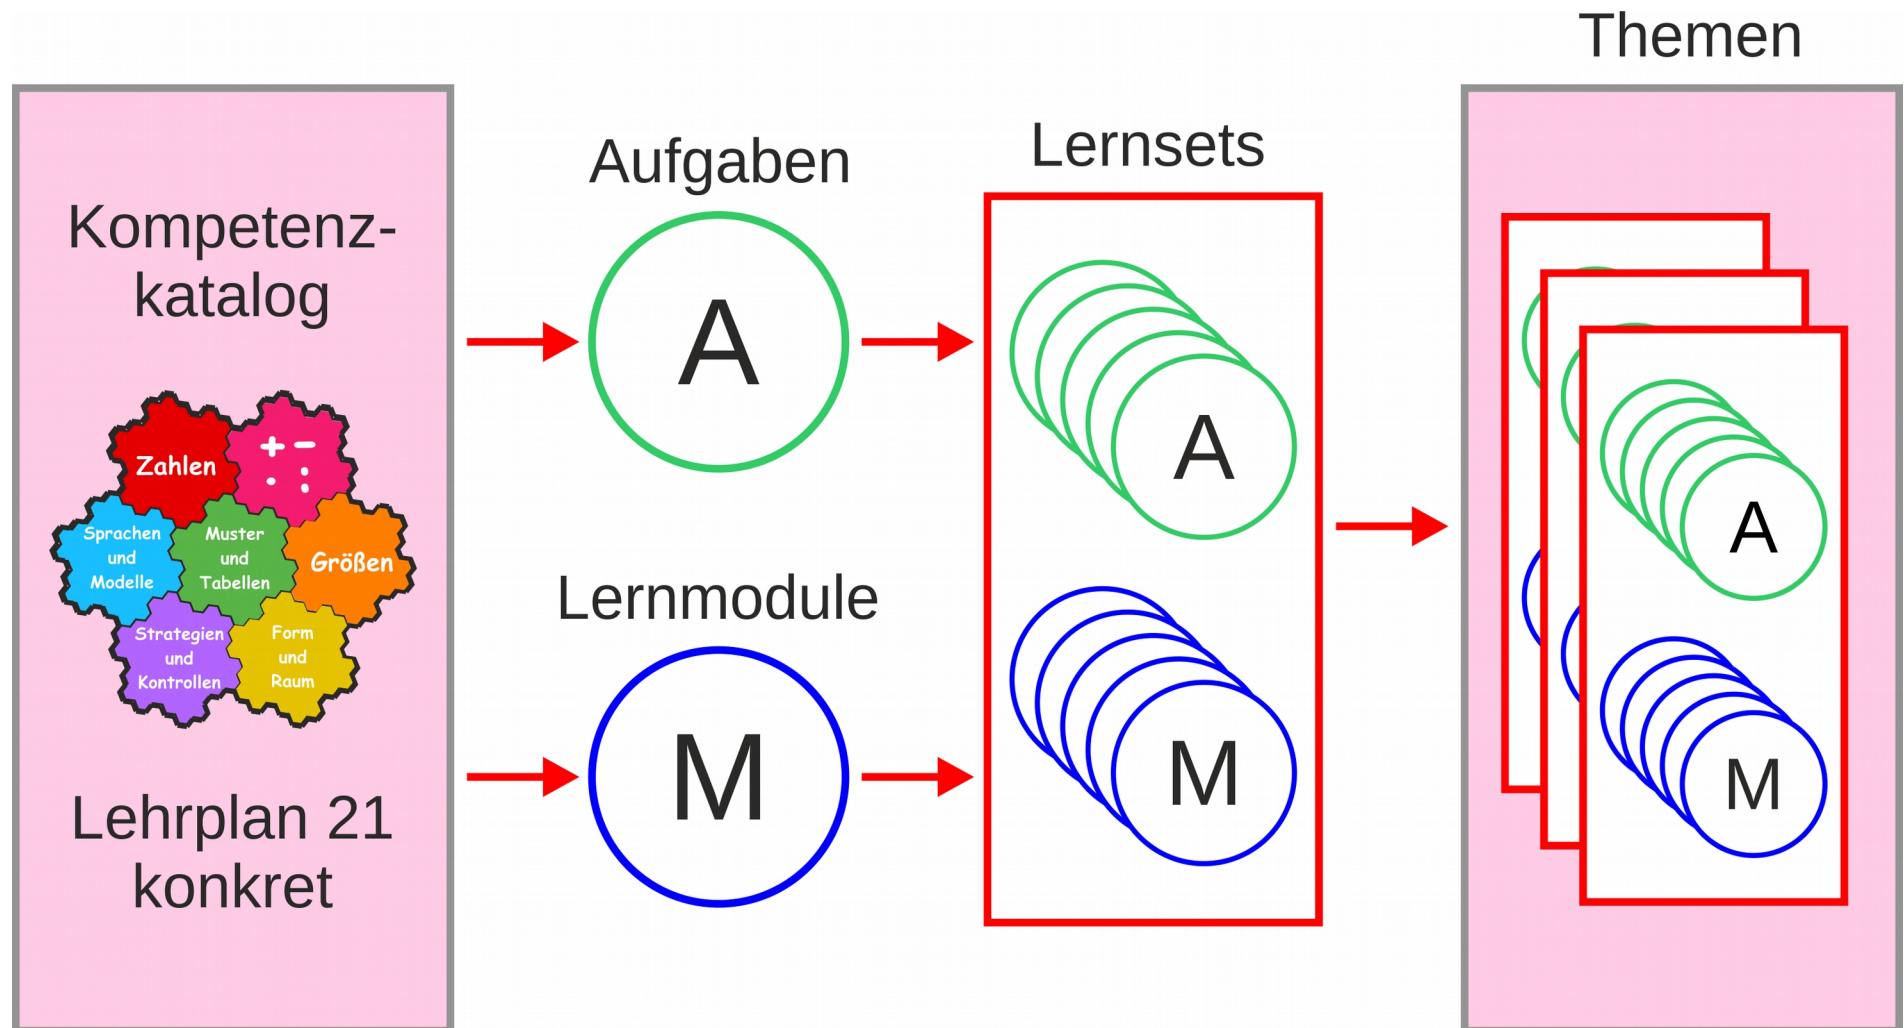 Themen
Aufgaben
Lernsets
Kompetenz-
katalog
A
A
A
Zahlen
+ −
· :
Sprachen
und
Modelle
Muster
und
Tabellen
Größen
Strategien
und
Kontrollen
Form
und
Raum
Lernmodule
M
M
M
Lehrplan 21
konkret